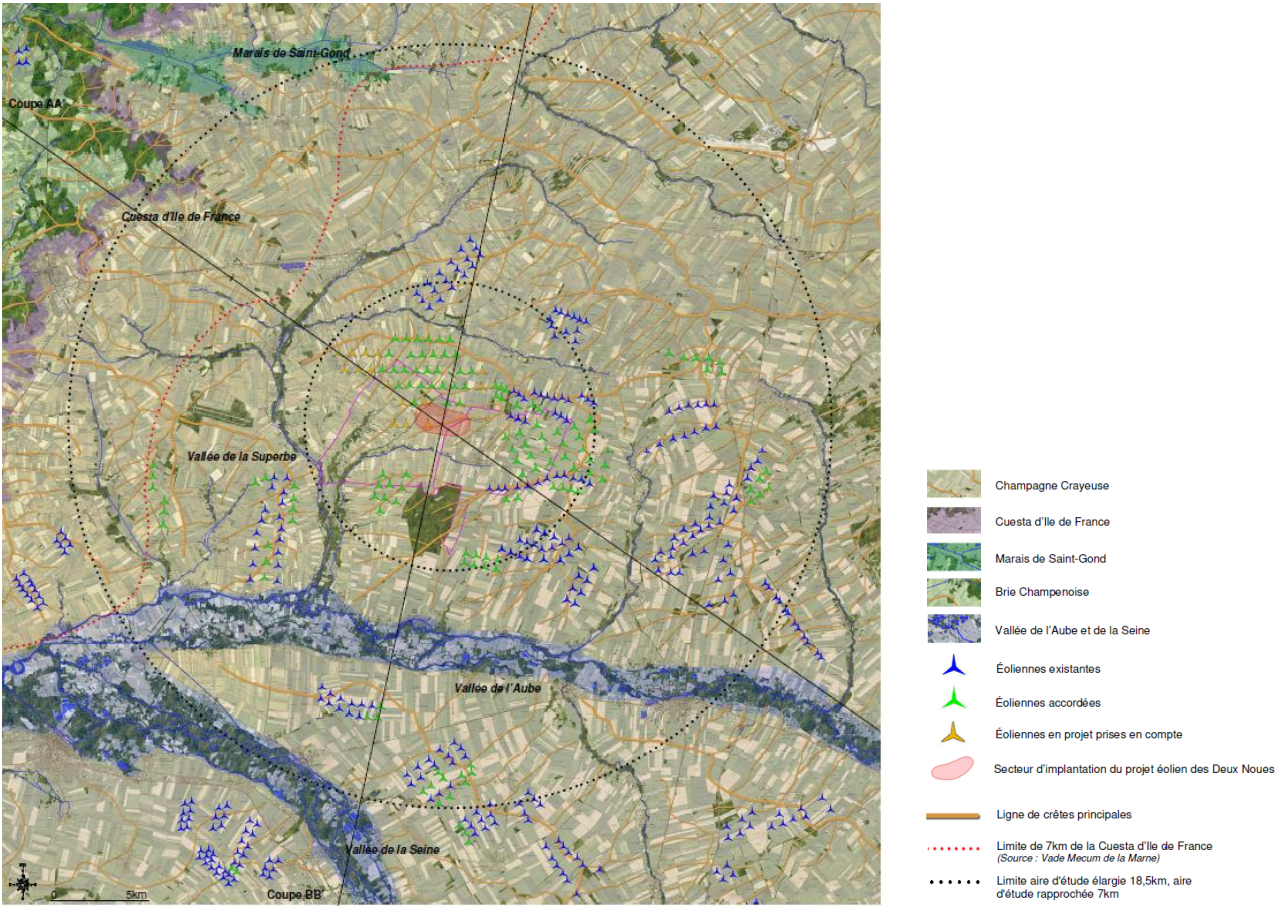 Marais de Saint-Gond
Coupe AA'
Cuesta d'Ile de France
Vallée de la Superbe
Vallée de l'Aube
Vallée de la Seine
Coupe BB'
0 5km
Champagne Crayeuse
Cuesta d'Ile de France
Marais de Saint-Gond
Brie Champenoise
Vallée de l'Aube et de la Seine
Éoliennes existantes
Éoliennes accordées
Éoliennes en projet prises en compte
Secteur d'implantation du projet éolien des Deux Noues
Ligne de crêtes principales
Limite de 7km de la Cuesta d'Ile de France
(Source : Vade Mecum de la Marne)
Limite aire d'étude élargie 18,5km, aire
d'étude rapprochée 7km